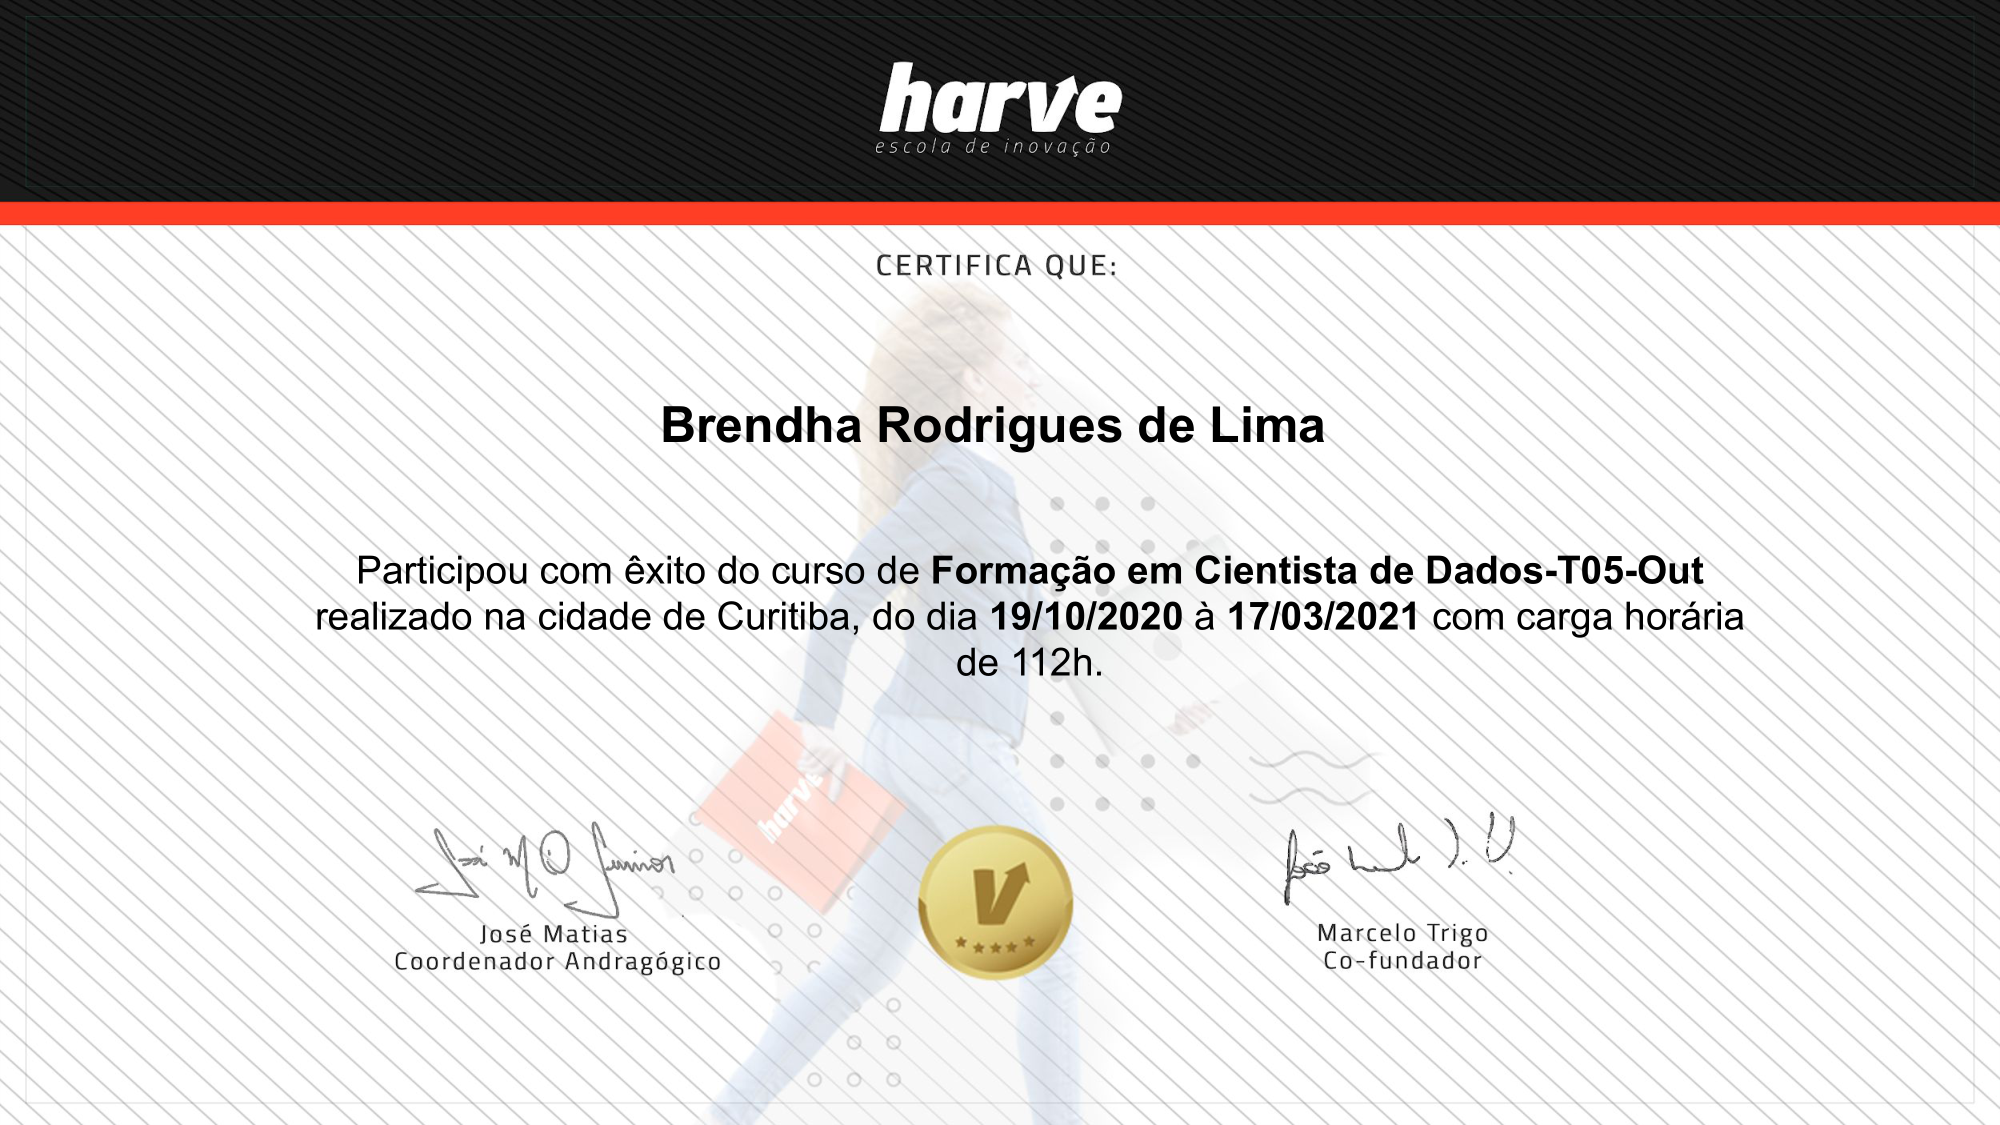 harve
escola de inovação
CERTIFICA QUE:
Brendha Rodrigues de Lima
Participou com êxito do curso de Formação em Cientista de Dados-T05-Out
realizado na cidade de Curitiba, do dia 19/10/2020 à 17/03/2021 com carga horária
de 112h.
harve
José Matias
Coordenador Andragógico
Marcelo Trigo
Co-fundador